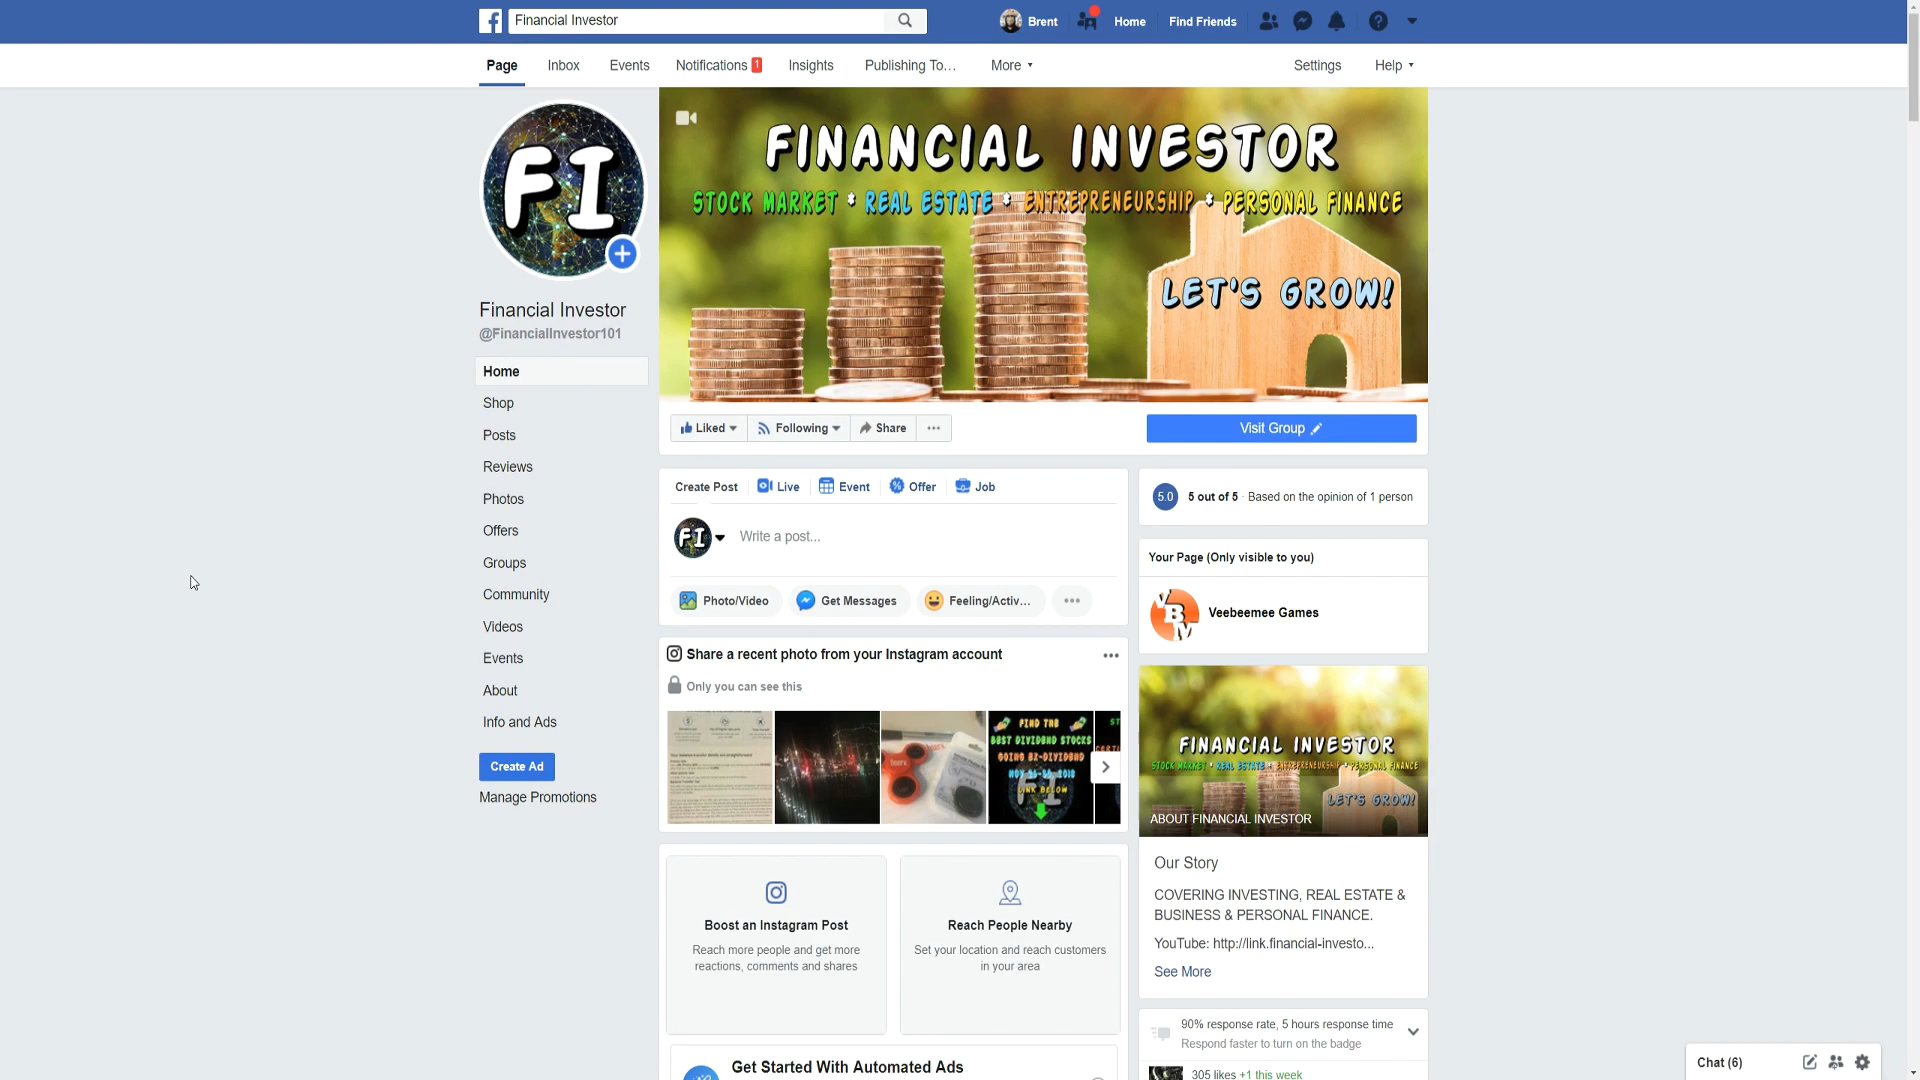 Financial Investor
Brent
Home
Find Friends
Page
Inbox
Events
Notifications 1
Insights
Publishing To...
More
Settings
Help
FI
FINANCIAL INVESTOR
STOCK MARKET * REAL ESTATE * ENTREPRENEURSHIP * PERSONAL FINANCE
LET'S GROW!
Financial Investor
@FinancialInvestor101
Home
Shop
Posts
Reviews
Photos
Offers
Groups
Community
Videos
Events
About
Info and Ads
Create Ad
Manage Promotions
Liked
Following
Share
Visit Group
Create Post
Live
Event
Offer
Job
FI
Write a post...
Photo/Video
Get Messages
Feeling/Activ...
Share a recent photo from your Instagram account
Only you can see this
FIND THE
BEST DIVIDEND STOCKS
GOING EX-DIVIDEND
LINK BELOW
Boost an Instagram Post
Reach more people and get more
reactions, comments and shares
Reach People Nearby
Set your location and reach customers
in your area
Get Started With Automated Ads
5.0
5 out of 5 · Based on the opinion of 1 person
Your Page (Only visible to you)
VBM
Veebeemee Games
FINANCIAL INVESTOR
STOCK MARKET * REAL ESTATE * ENTREPRENEURSHIP * PERSONAL FINANCE
LET'S GROW!
ABOUT FINANCIAL INVESTOR
Our Story
COVERING INVESTING, REAL ESTATE &
BUSINESS & PERSONAL FINANCE.
YouTube: http://link.financial-investo...
See More
90% response rate, 5 hours response time
Respond faster to turn on the badge
305 likes +1 this week
Chat (6)